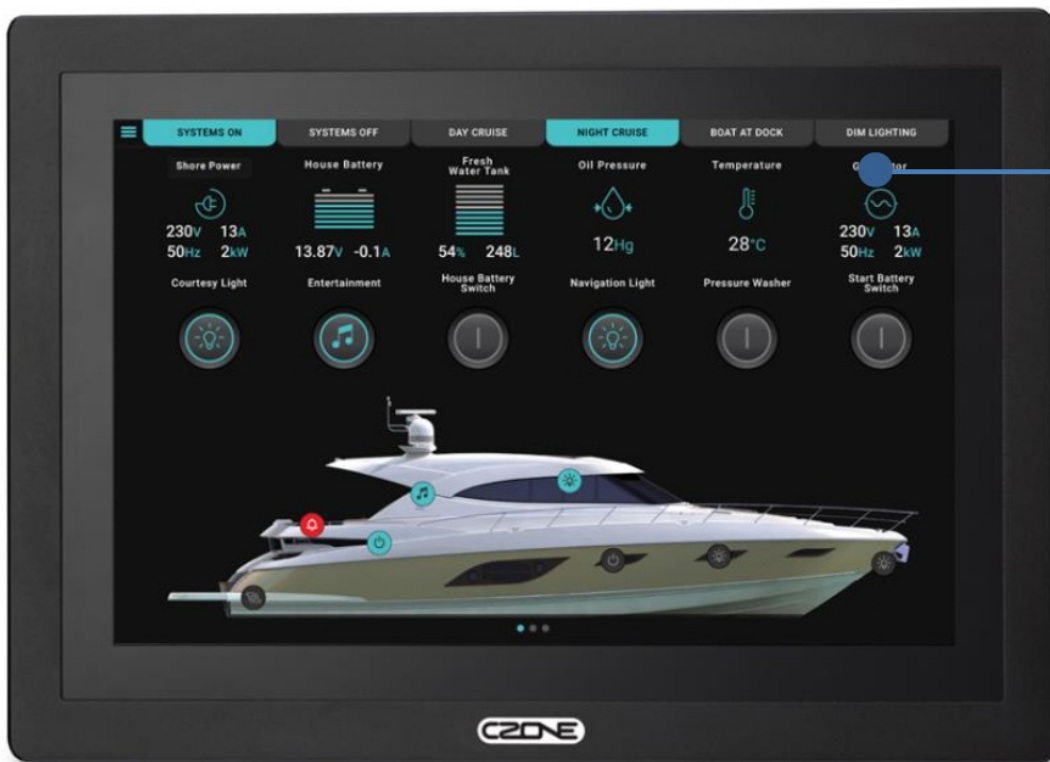 SYSTEMS ON
SYSTEMS OFF
DAY CRUISE
NIGHT CRUISE
BOAT AT DOCK
DIM LIGHTING
Shore Power
House Battery
Fresh
Water Tank
Oil Pressure
Temperature
230V 13A
50Hz 2kW
13.87V -0.1A
54% 248L
12Hg
28°C
230V 13A
50Hz 2kW
Courtesy Light
Entertainment
House Battery
Switch
Navigation Light
Pressure Washer
Start Battery
Switch
CZONE